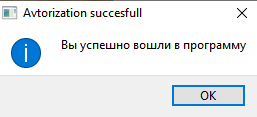 Avtorization succesfull
Вы успешно вошли в программу
OK